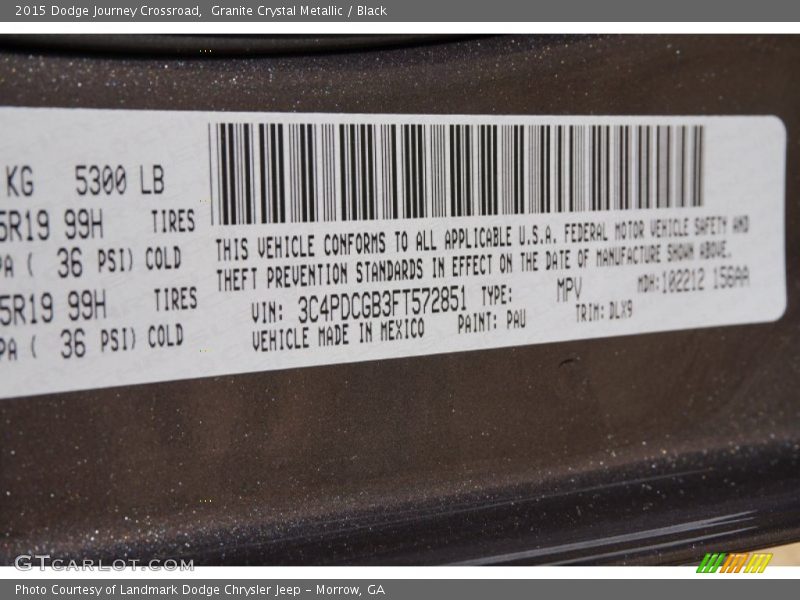 2015 Dodge Journey Crossroad,  Granite Crystal Metallic / Black
KG 5300 LB
5R19 99H TIRES
PA ( 36 PSI) COLD
5R19 99H TIRES
PA ( 36 PSI) COLD
THIS VEHICLE CONFORMS TO ALL APPLICABLE U.S.A. FEDERAL MOTOR VEHICLE SAFETY AND
THEFT PREVENTION STANDARDS IN EFFECT ON THE DATE OF MANUFACTURE SHOWN ABOVE.
VIN: 3C4PDCGB3FT572851 TYPE: MPV MDH:102212 156AA
VEHICLE MADE IN MEXICO PAINT: PAU TRIM: DLX9
GTCARLOT.COM
Photo Courtesy of Landmark Dodge Chrysler Jeep – Morrow, GA